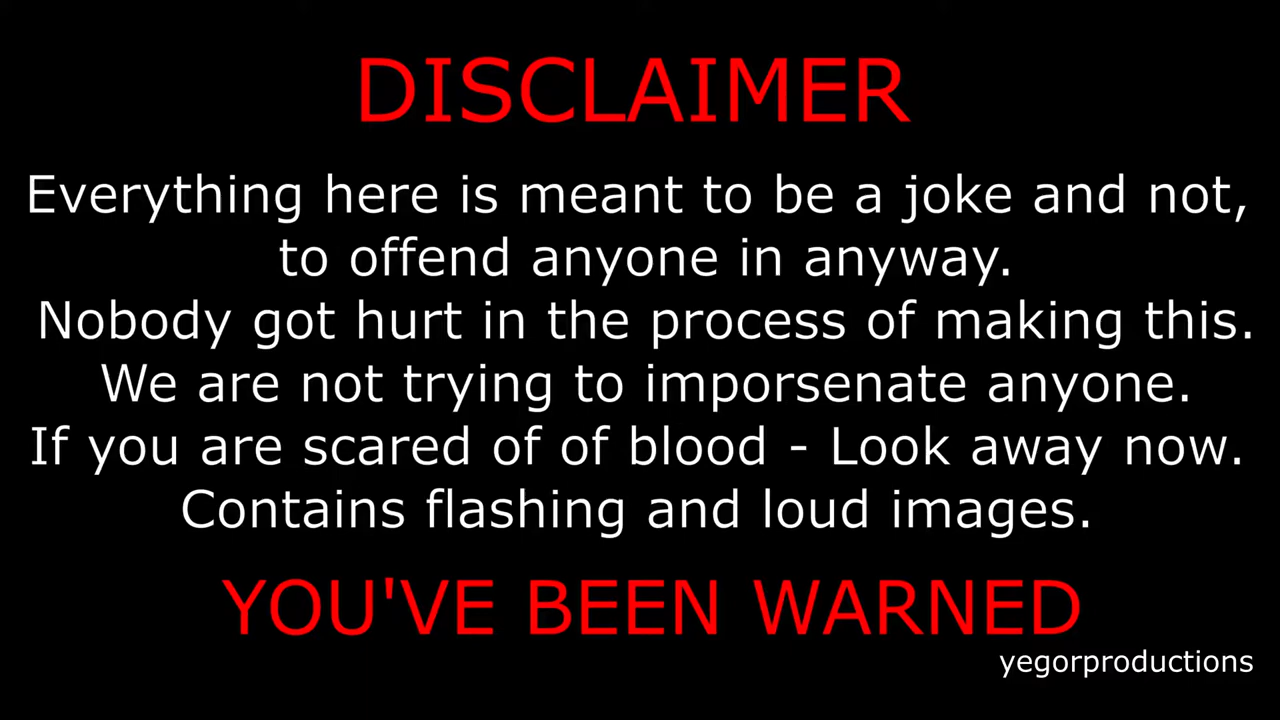 DISCLAIMER
Everything here is meant to be a joke and not,
to offend anyone in anyway.
Nobody got hurt in the process of making this.
We are not trying to imporsenate anyone.
If you are scared of of blood - Look away now.
Contains flashing and loud images.
YOU'VE BEEN WARNED
yegorproductions